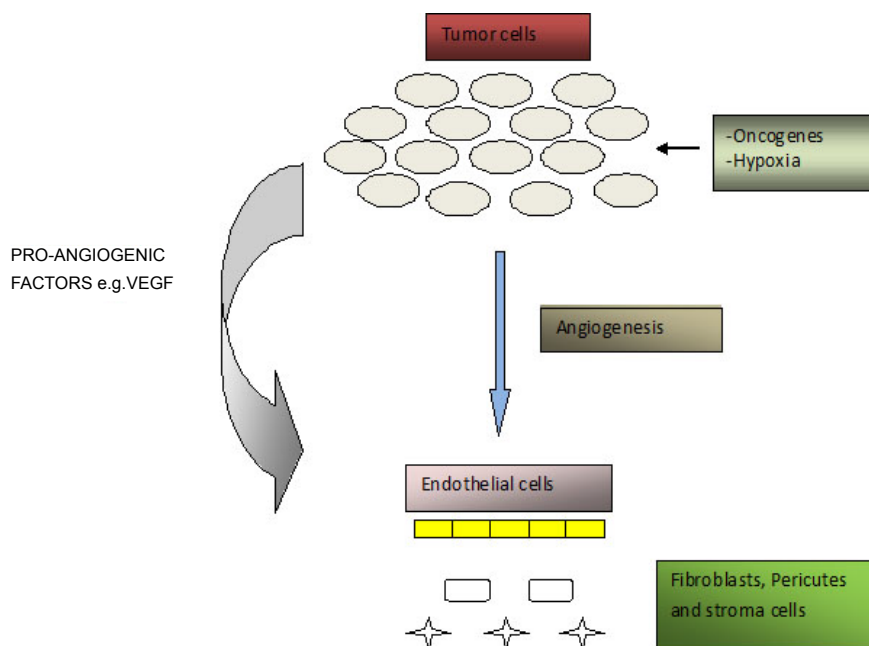 Tumor cells
-Oncogenes
-Hypoxia
PRO-ANGIOGENIC
FACTORS e.g.VEGF
Angiogenesis
Endothelial cells
Fibroblasts, Pericutes
and stroma cells